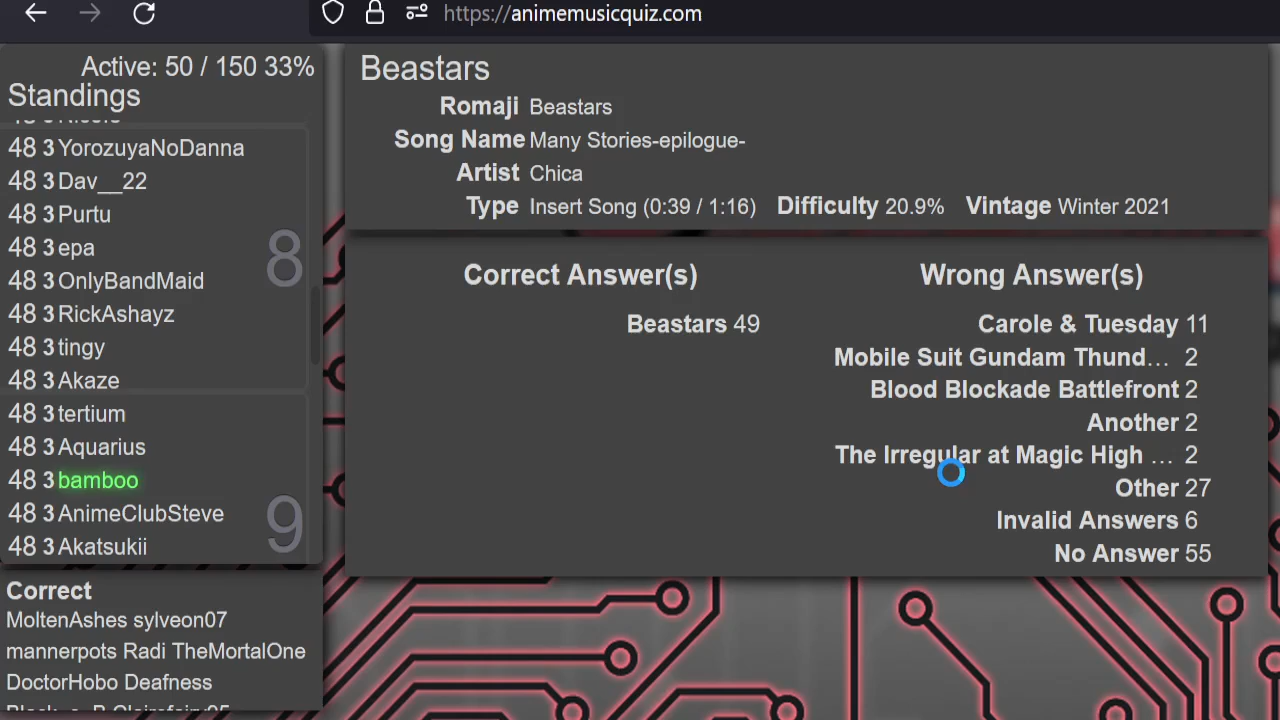 https://animemusicquiz.com
Active: 50 / 150 33%
Standings
48 3 YorozuyaNoDanna
48 3 Dav__22
48 3 Purtu
48 3 epa
48 3 OnlyBandMaid
48 3 RickAshayz
48 3 tingy
48 3 Akaze
8
48 3 tertium
48 3 Aquarius
48 3 bamboo
48 3 AnimeClubSteve
48 3 Akatsukii
9
Correct
MoltenAshes sylveon07
mannerpots Radi TheMortalOne
DoctorHobo Deafness
Beastars
Romaji Beastars
Song Name Many Stories-epilogue-
Artist Chica
Type Insert Song (0:39 / 1:16) Difficulty 20.9% Vintage Winter 2021
Correct Answer(s)
Beastars 49
Wrong Answer(s)
Carole & Tuesday 11
Mobile Suit Gundam Thund... 2
Blood Blockade Battlefront 2
Another 2
The Irregular at Magic High ... 2
Other 27
Invalid Answers 6
No Answer 55